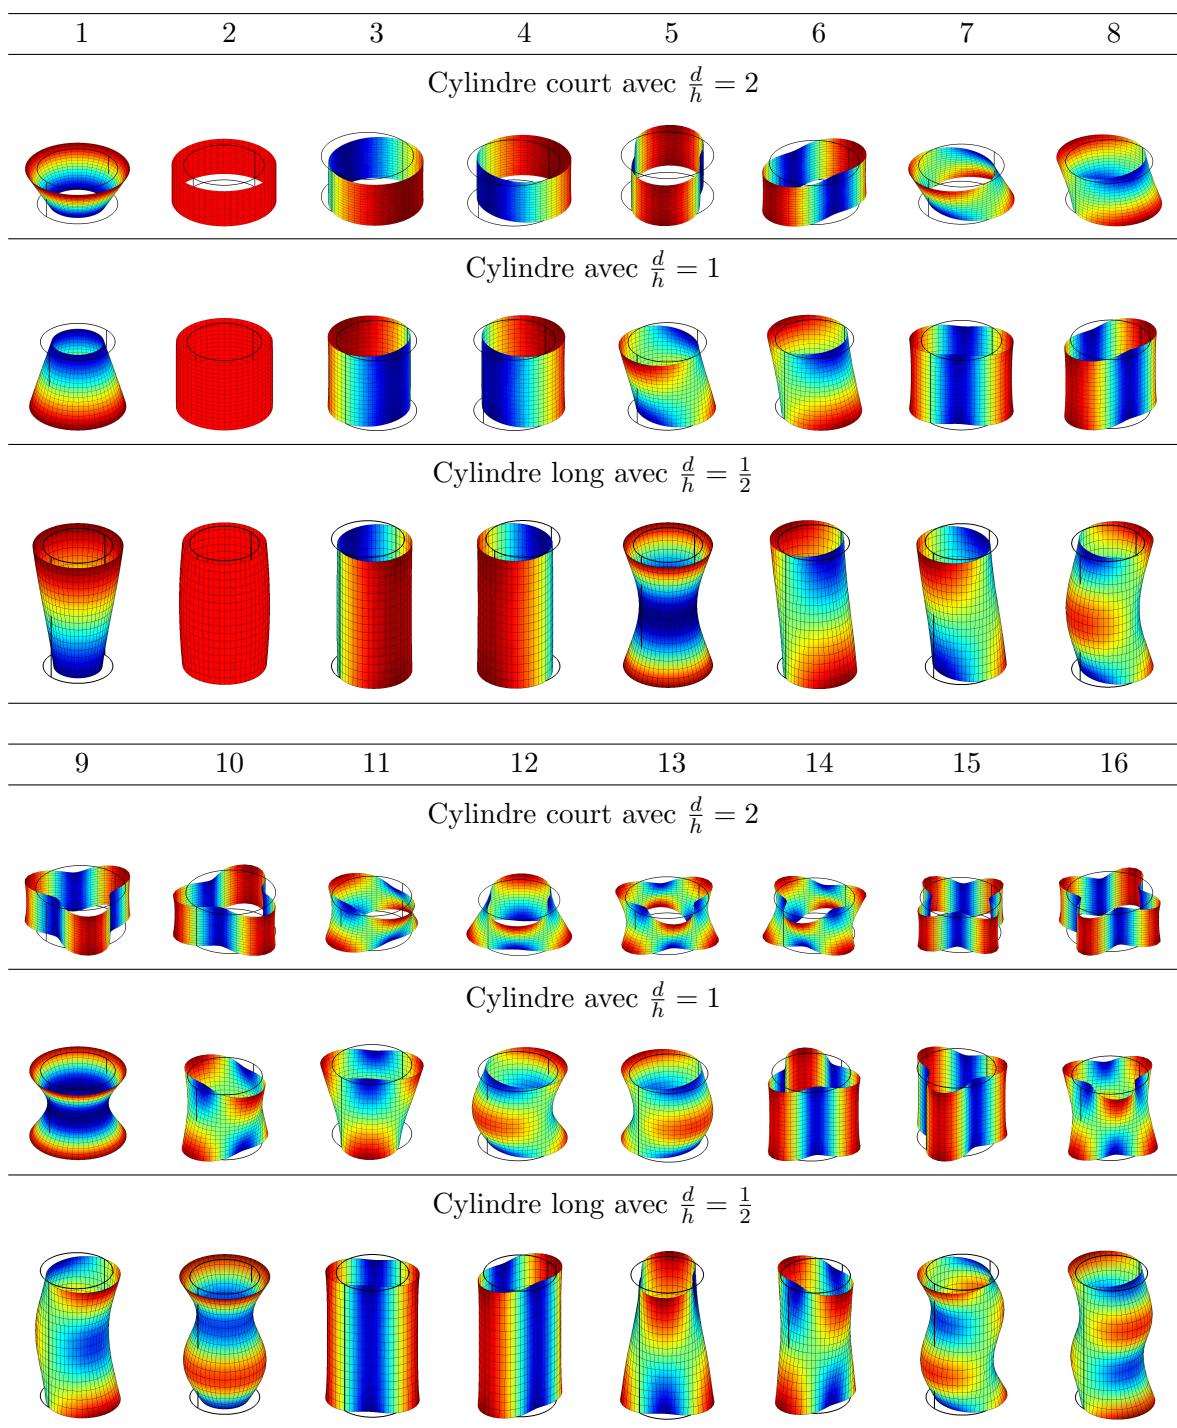 1 2 3 4 5 6 7 8
Cylindre court avec d/h = 2
Cylindre avec d/h = 1
Cylindre long avec d/h = 1/2
9 10 11 12 13 14 15 16
Cylindre court avec d/h = 2
Cylindre avec d/h = 1
Cylindre long avec d/h = 1/2